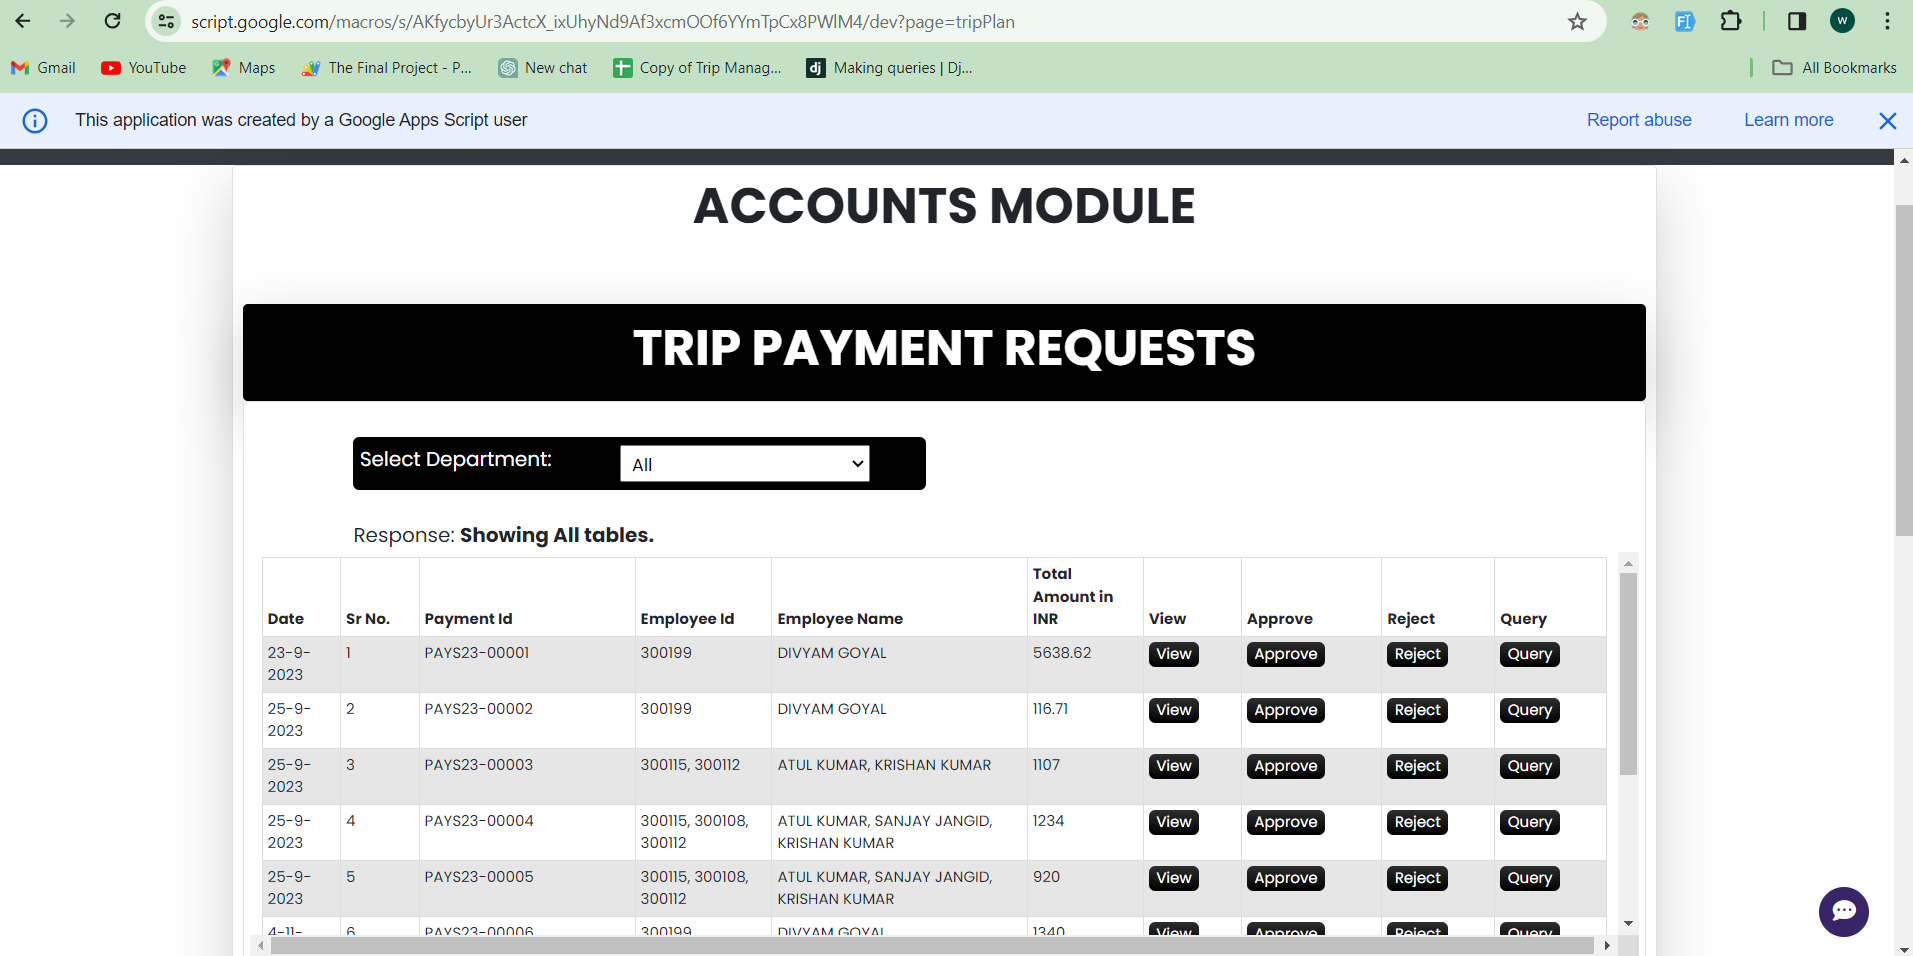 script.google.com/macros/s/AKfycbyUr3ActcX_ixUhyNd9Af3xcmOOf6YYmTpCx8PWlM4/dev?page=tripPlan
W
Gmail YouTube Maps The Final Project - P... New chat Copy of Trip Manag... dj Making queries | Dj... All Bookmarks
This application was created by a Google Apps Script user Report abuse Learn more
ACCOUNTS MODULE
TRIP PAYMENT REQUESTS
Select Department: All
Response: Showing All tables.
Date Sr No. Payment Id Employee Id Employee Name Total Amount in INR View Approve Reject Query
23-9-2023 1 PAYS23-00001 300199 DIVYAM GOYAL 5638.62 View Approve Reject Query
25-9-2023 2 PAYS23-00002 300199 DIVYAM GOYAL 116.71 View Approve Reject Query
25-9-2023 3 PAYS23-00003 300115, 300112 ATUL KUMAR, KRISHAN KUMAR 1107 View Approve Reject Query
25-9-2023 4 PAYS23-00004 300115, 300108, 300112 ATUL KUMAR, SANJAY JANGID, KRISHAN KUMAR 1234 View Approve Reject Query
25-9-2023 5 PAYS23-00005 300115, 300108, 300112 ATUL KUMAR, SANJAY JANGID, KRISHAN KUMAR 920 View Approve Reject Query
4-11- 6 PAYS23-00006 300199 DIVYAM GOYAL 1340 View Approve Reject Query